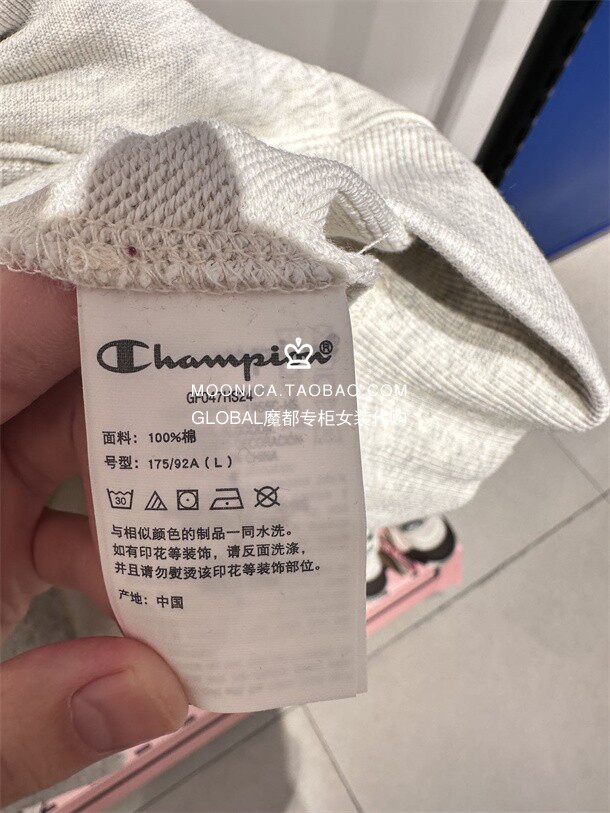 Champion®
MOONICA.TAOBAO.COM
GF047HS24
GLOBAL魔都专柜女亲代购
面料：100%棉
号型：175/92A ( L )
30
与相似颜色的制品一同水洗。
如有印花等装饰，请反面洗涤，
并且请勿熨烫该印花等装饰部位。
产地：中国